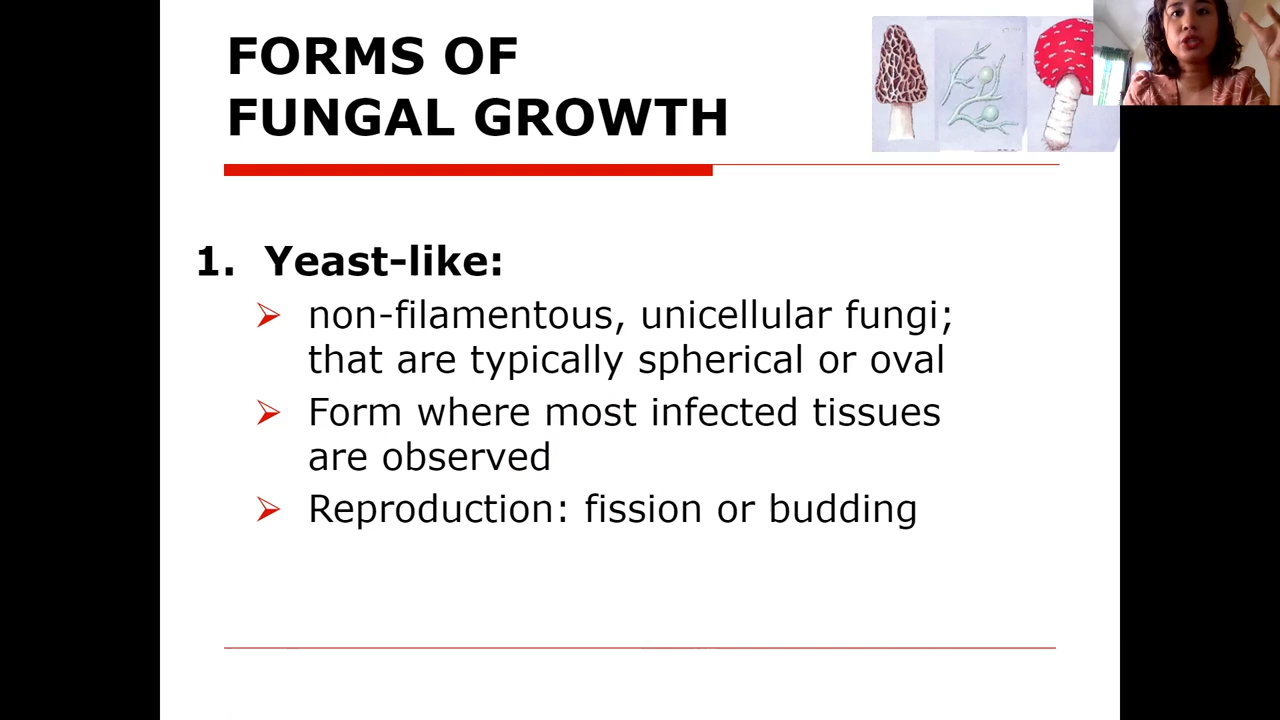 FORMS OF
FUNGAL GROWTH
1. Yeast-like:
➢ non-filamentous, unicellular fungi;
that are typically spherical or oval
➢ Form where most infected tissues
are observed
➢ Reproduction: fission or budding